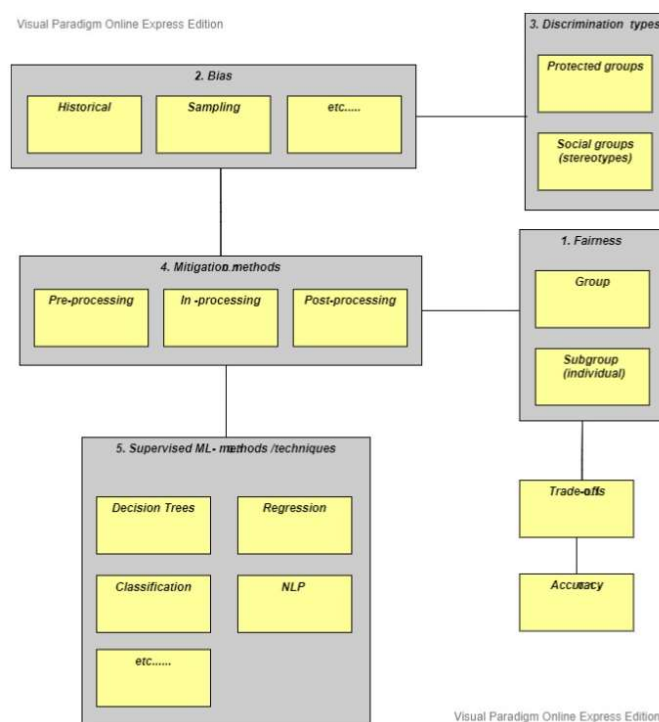 Visual Paradigm Online Express Edition
3. Discrimination types
Protected groups
Social groups
(stereotypes)
2. Bias
Historical
Sampling
etc.....
1. Fairness
Group
Subgroup
(individual)
4. Mitigation methods
Pre-processing
In -processing
Post-processing
5. Supervised ML- methods /techniques
Decision Trees
Regression
Classification
NLP
etc......
Trade-offs
Accuracy
Visual Paradigm Online Express Edition